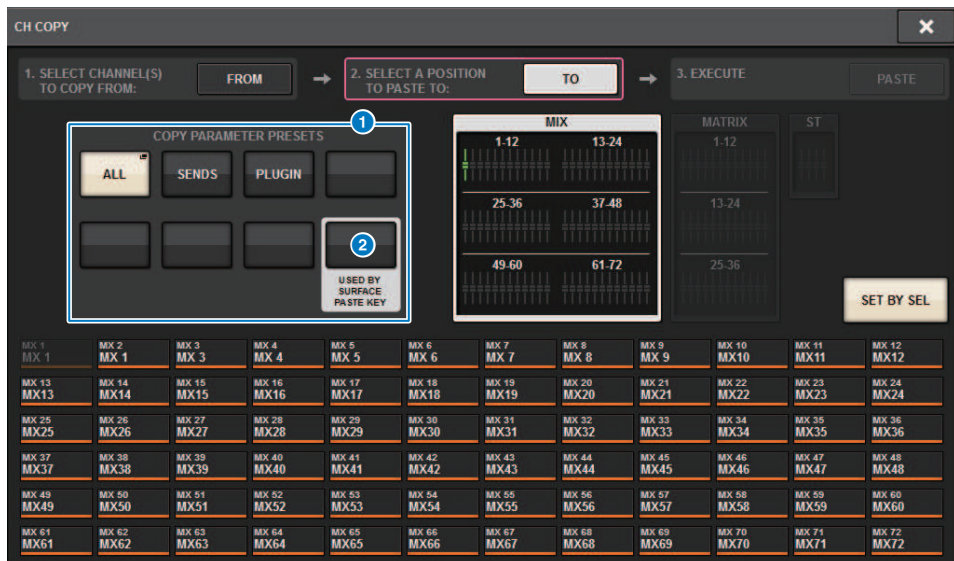 CH COPY
1. SELECT CHANNEL(S)
TO COPY FROM:
FROM
2. SELECT A POSITION
TO PASTE TO:
TO
3. EXECUTE
PASTE
1
COPY PARAMETER PRESETS
ALL
SENDS
PLUGIN
2
USED BY
SURFACE
PASTE KEY
MIX
1-12 13-24
25-36 37-48
49-60 61-72
MATRIX
1-12
13-24
25-36
ST
SET BY SEL
MX 1 MX 2 MX 3 MX 4 MX 5 MX 6 MX 7 MX 8 MX 9 MX 10 MX 11 MX 12
MX 1 MX 1 MX 3 MX 4 MX 5 MX 6 MX 7 MX 8 MX 9 MX10 MX11 MX12
MX 13 MX 14 MX 15 MX 16 MX 17 MX 18 MX 19 MX 20 MX 21 MX 22 MX 23 MX 24
MX13 MX14 MX15 MX16 MX17 MX18 MX19 MX20 MX21 MX22 MX23 MX24
MX 25 MX 26 MX 27 MX 28 MX 29 MX 30 MX 31 MX 32 MX 33 MX 34 MX 35 MX 36
MX25 MX26 MX27 MX28 MX29 MX30 MX31 MX32 MX33 MX34 MX35 MX36
MX 37 MX 38 MX 39 MX 40 MX 41 MX 42 MX 43 MX 44 MX 45 MX 46 MX 47 MX 48
MX37 MX38 MX39 MX40 MX41 MX42 MX43 MX44 MX45 MX46 MX47 MX48
MX 49 MX 50 MX 51 MX 52 MX 53 MX 54 MX 55 MX 56 MX 57 MX 58 MX 59 MX 60
MX49 MX50 MX51 MX52 MX53 MX54 MX55 MX56 MX57 MX58 MX59 MX60
MX 61 MX 62 MX 63 MX 64 MX 65 MX 66 MX 67 MX 68 MX 69 MX 70 MX 71 MX 72
MX61 MX62 MX63 MX64 MX65 MX66 MX67 MX68 MX69 MX70 MX71 MX72